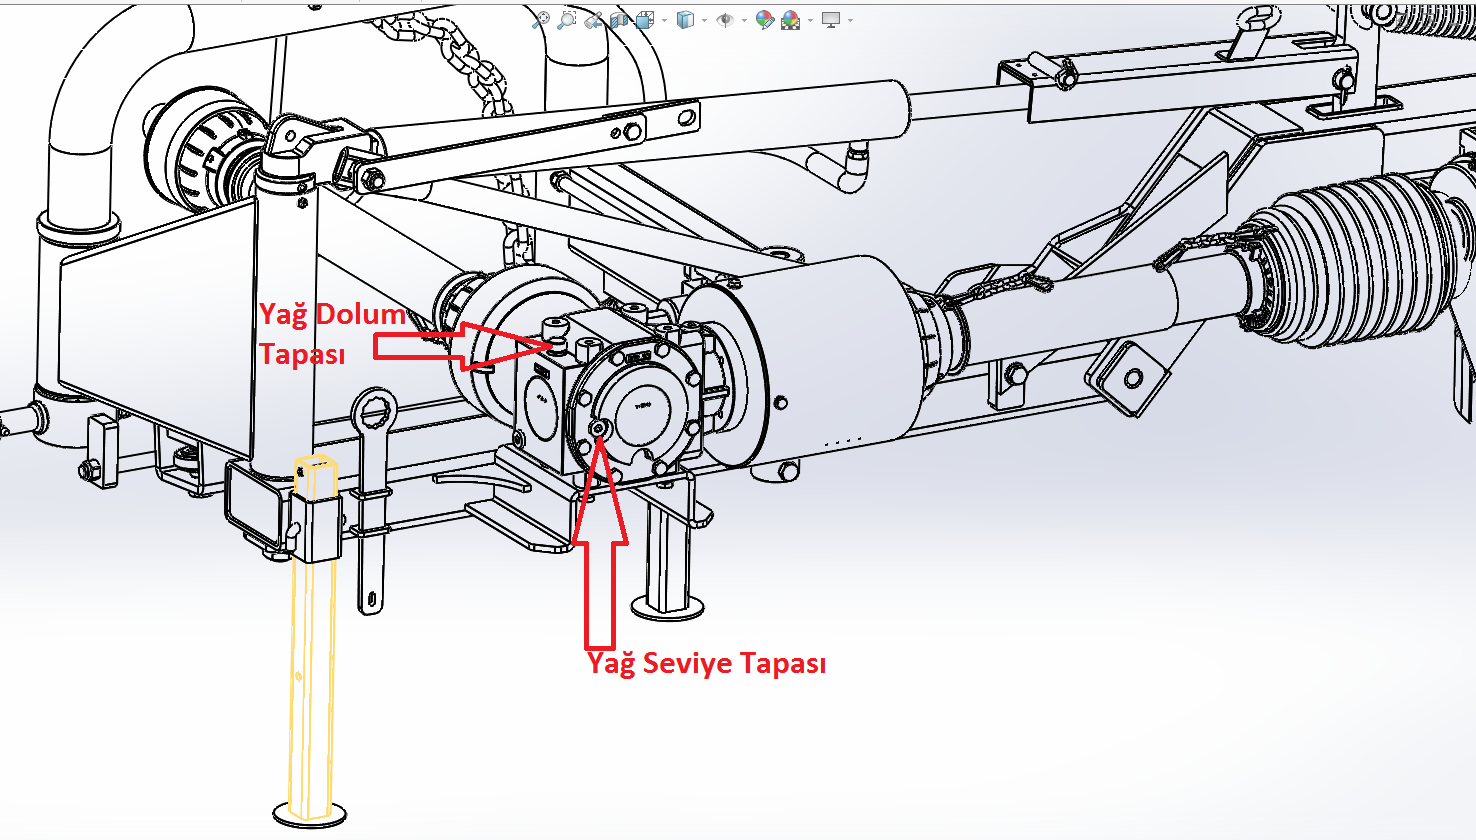 Yağ Dolum
Tapası
Yağ Seviye Tapası